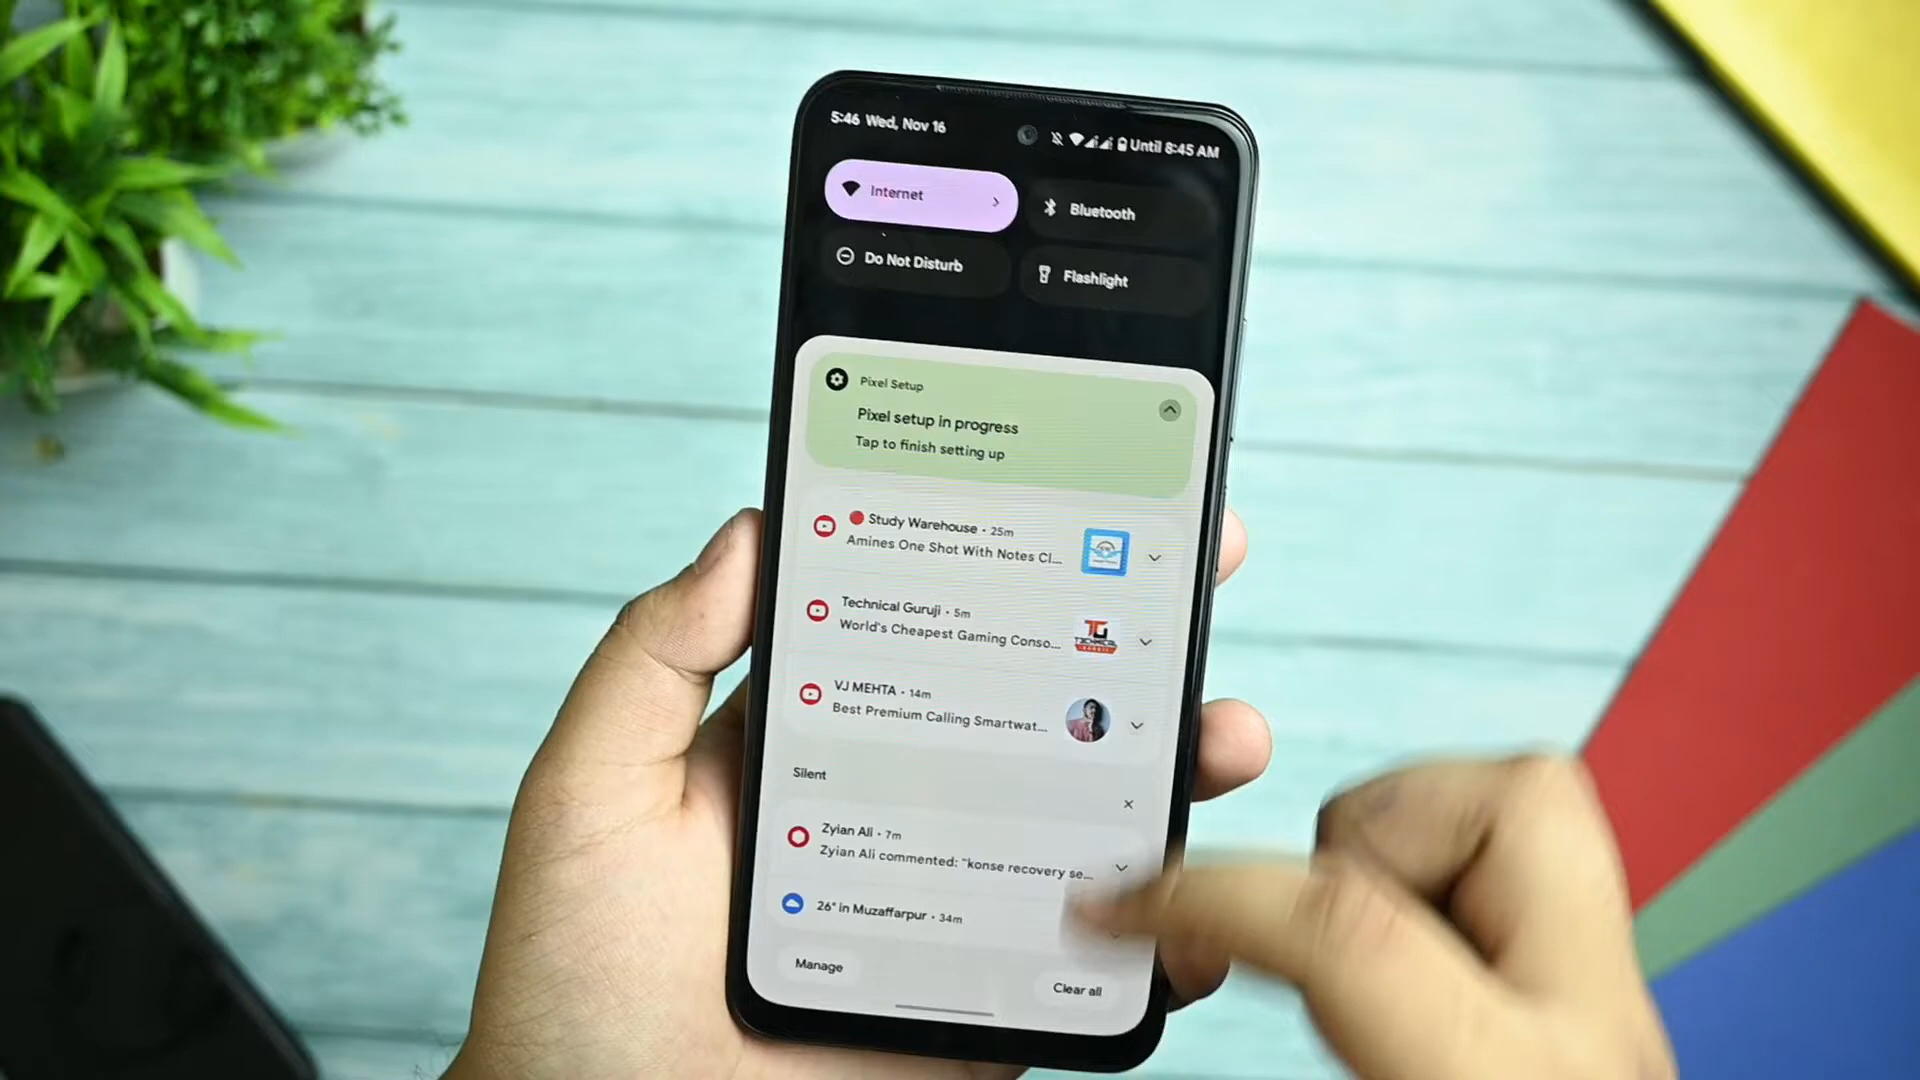 5:46 Wed, Nov 16
Until 8:45 AM
Internet
Bluetooth
Do Not Disturb
Flashlight
Pixel Setup
Pixel setup in progress
Tap to finish setting up
Study Warehouse • 25m
Amines One Shot With Notes Cl...
Technical Guruji • 5m
World's Cheapest Gaming Conso...
TG
TECHNICAL
GURUJI
VJ MEHTA • 14m
Best Premium Calling Smartwat...
Silent
Zyian Ali • 7m
Zyian Ali commented: "konse recovery se...
26° in Muzaffarpur • 34m
Manage
Clear all